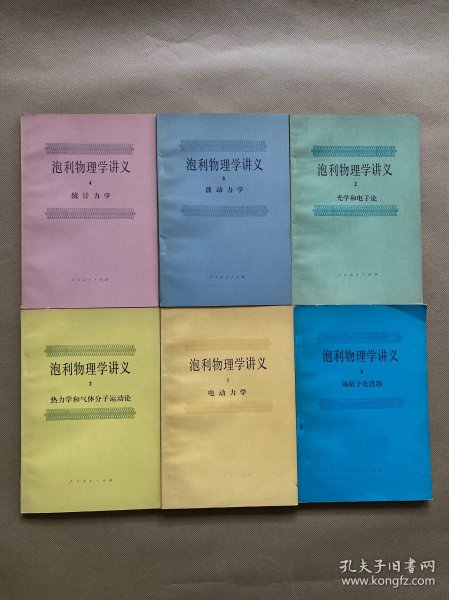 泡利物理学讲义
4
统计力学
泡利物理学讲义
5
波动力学
泡利物理学讲义
2
光学和电子论
泡利物理学讲义
3
热力学和气体分子运动论
泡利物理学讲义
1
电动力学
泡利物理学讲义
场量子化选题
孔夫子旧书网
www.kongfz.com